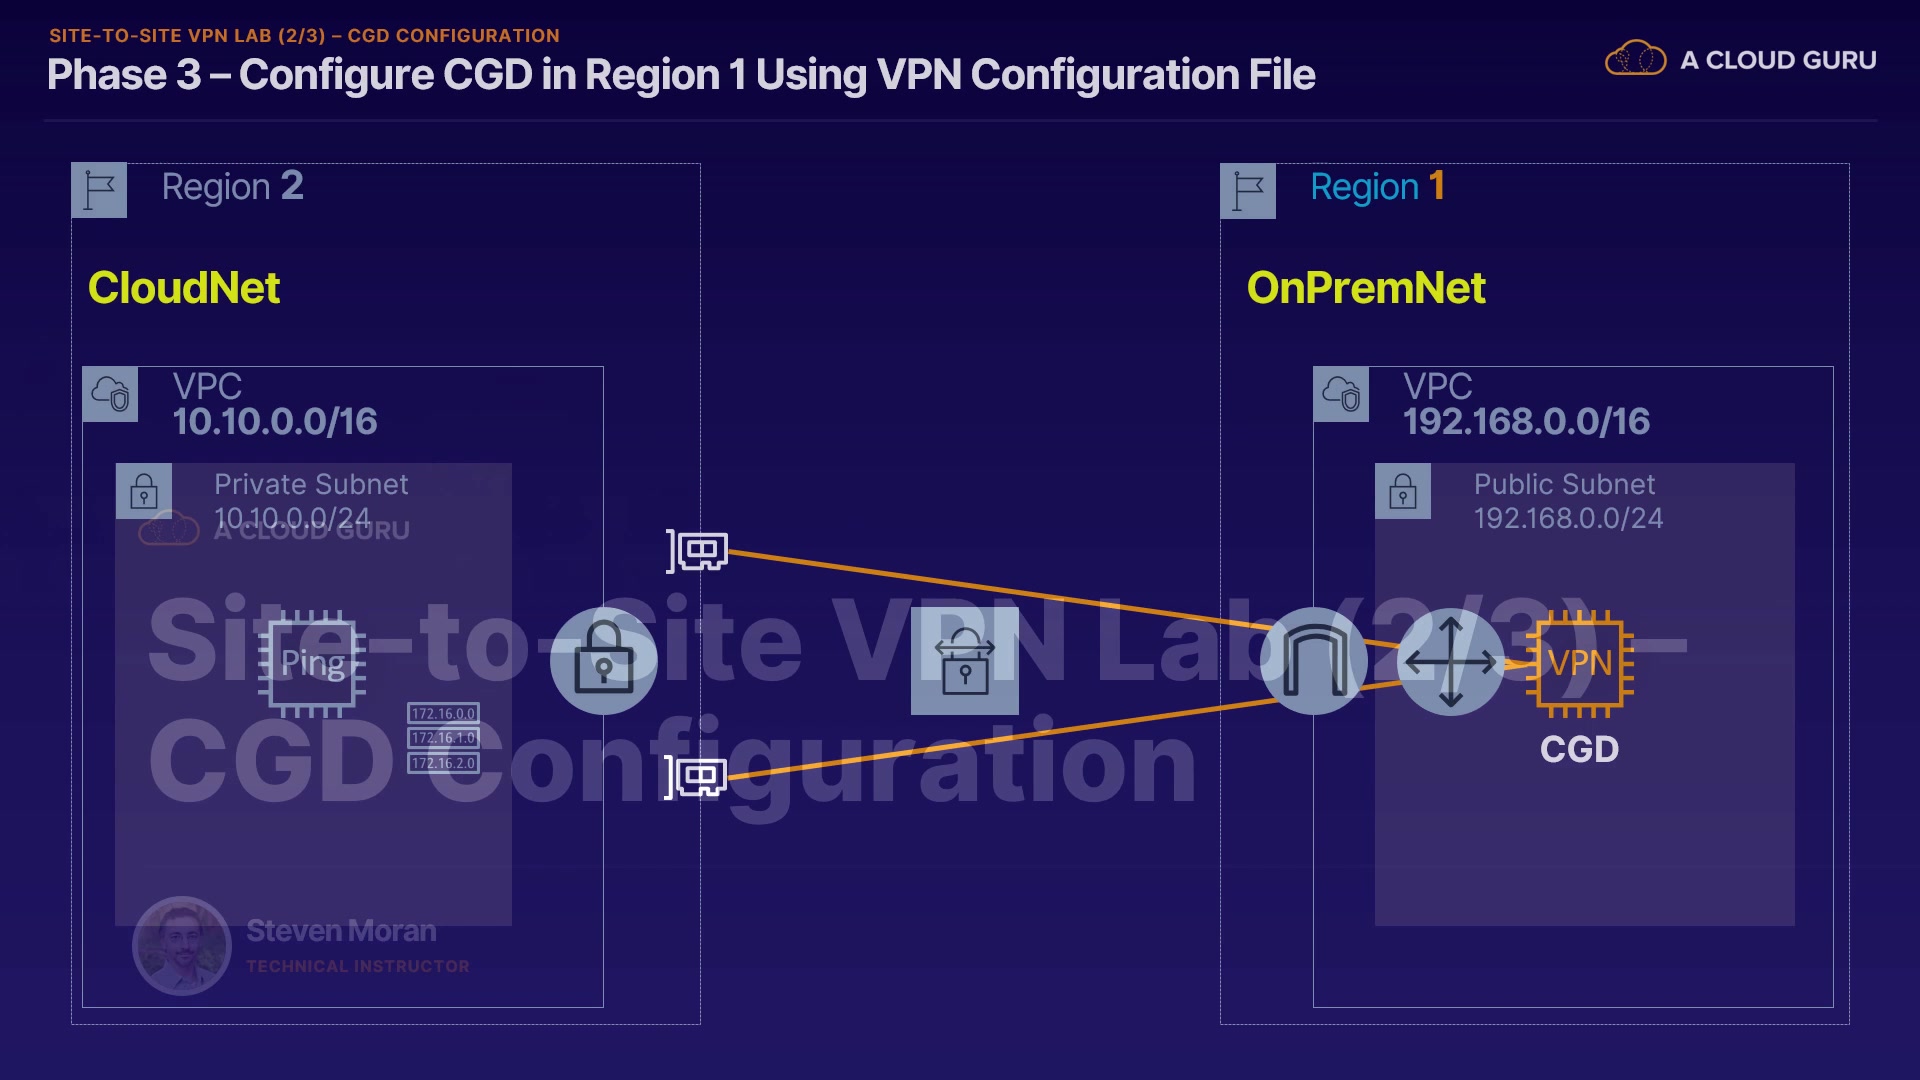 SITE-TO-SITE VPN LAB (2/3) – CGD CONFIGURATION
Phase 3 – Configure CGD in Region 1 Using VPN Configuration File
A CLOUD GURU
Region 2
CloudNet
VPC
10.10.0.0/16
Private Subnet
10.10.0.0/24
A CLOUD GURU
Region 1
OnPremNet
VPC
192.168.0.0/16
Public Subnet
192.168.0.0/24
Site-to-Site VPN Lab (2/3) –
CGD Configuration
Ping
172.16.0.0
172.16.1.0
172.16.2.0
VPN
CGD
Steven Moran
TECHNICAL INSTRUCTOR